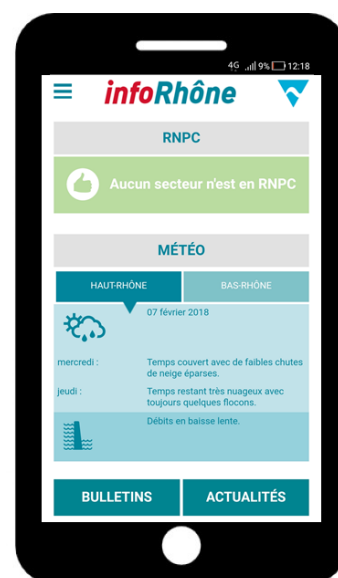 4G 9% 12:18
infoRhône
RNPC
Aucun secteur n'est en RNPC
MÉTÉO
HAUT-RHÔNE
BAS-RHÔNE
07 février 2018
mercredi :
Temps couvert avec de faibles chutes
de neige éparses.
jeudi :
Temps restant très nuageux avec
toujours quelques flocons.
Débits en baisse lente.
BULLETINS
ACTUALITÉS